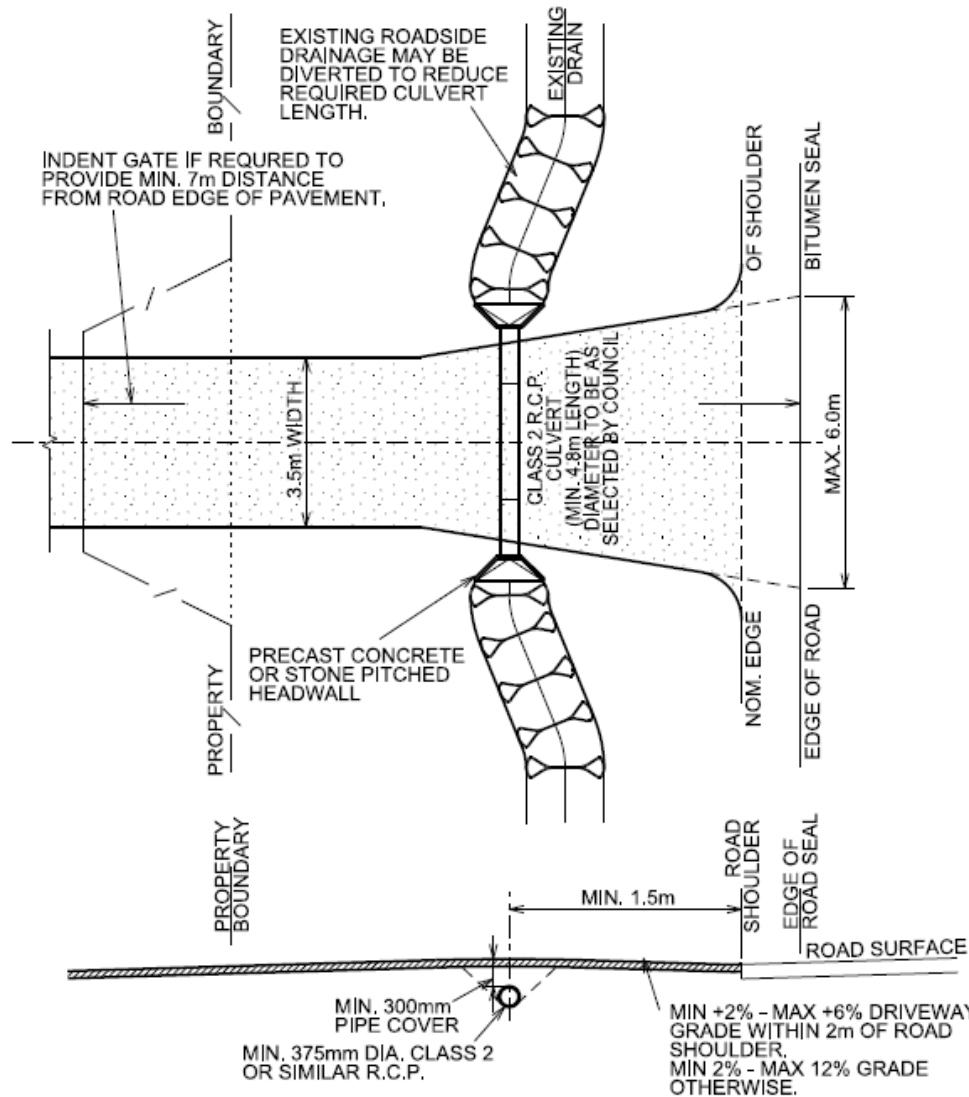 BOUNDARY
EXISTING ROADSIDE
DRAINAGE MAY BE
DIVERTED TO REDUCE
REQUIRED CULVERT
LENGTH.
EXISTING
DRAIN
INDENT GATE IF REQURED TO
PROVIDE MIN. 7m DISTANCE
FROM ROAD EDGE OF PAVEMENT,
OF SHOULDER
BITUMEN SEAL
3.5m WIDTH
CLASS 2 R.C.P.
CULVERT
(MIN. 4.8m LENGTH)
DIAMETER TO BE AS
SELECTED BY COUNCIL
MAX. 6.0m
PRECAST CONCRETE
OR STONE PITCHED
HEADWALL
PROPERTY
NOM. EDGE
EDGE OF ROAD
PROPERTY
BOUNDARY
MIN. 1.5m
ROAD
SHOULDER
EDGE OF
ROAD SEAL
ROAD SURFACE
MIN. 300mm
PIPE COVER
MIN. 375mm DIA. CLASS 2
OR SIMILAR R.C.P.
MIN +2% - MAX +6% DRIVEWAY
GRADE WITHIN 2m OF ROAD
SHOULDER.
MIN 2% - MAX 12% GRADE
OTHERWISE.